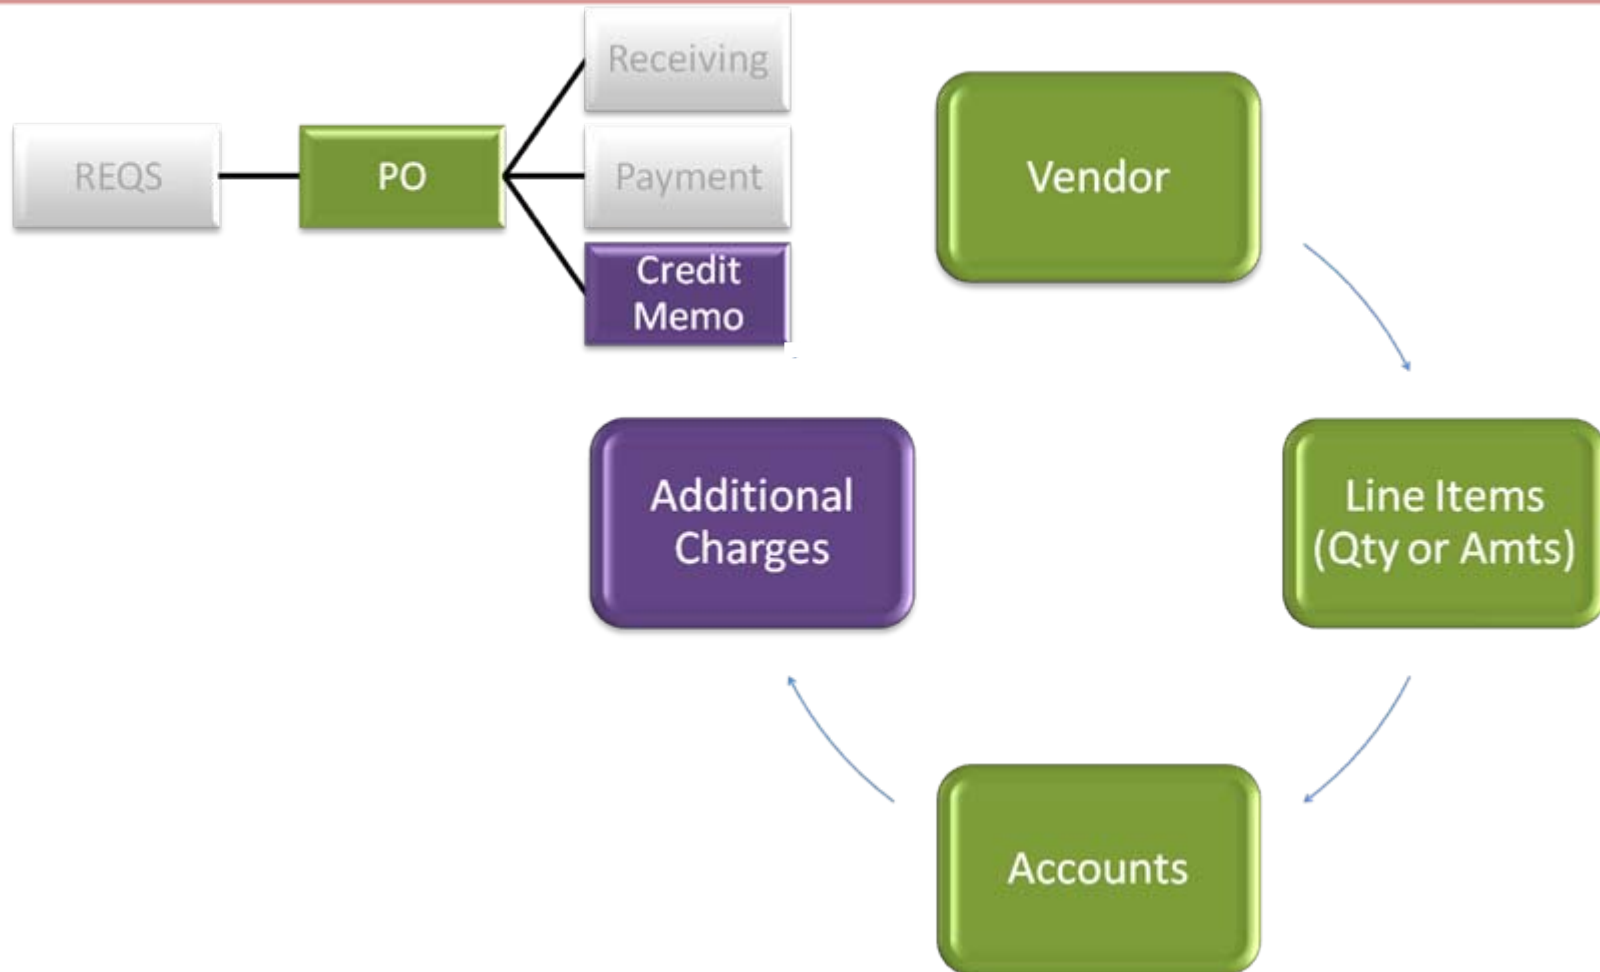 Receiving
REQS
PO
Payment
Credit
Memo
Vendor
Additional
Charges
Line Items
(Qty or Amts)
Accounts